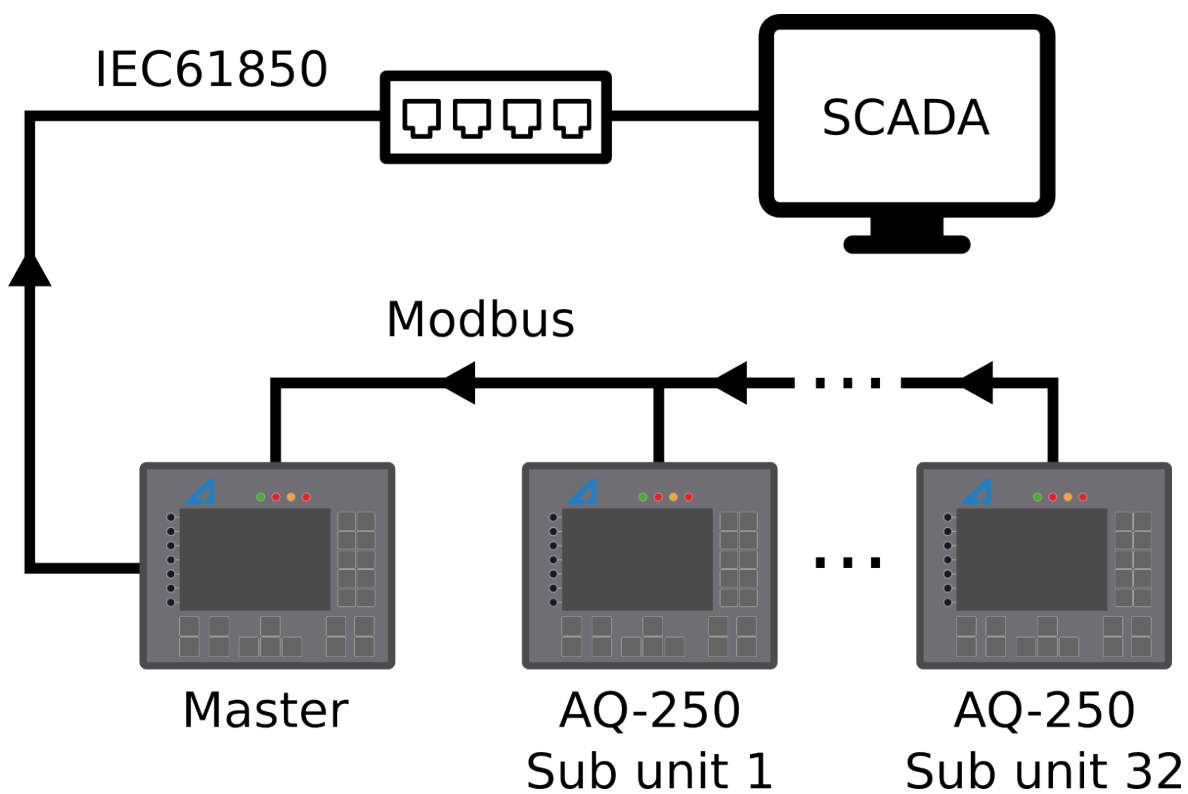 IEC61850
SCADA
Modbus
Master
AQ-250
Sub unit 1
AQ-250
Sub unit 32